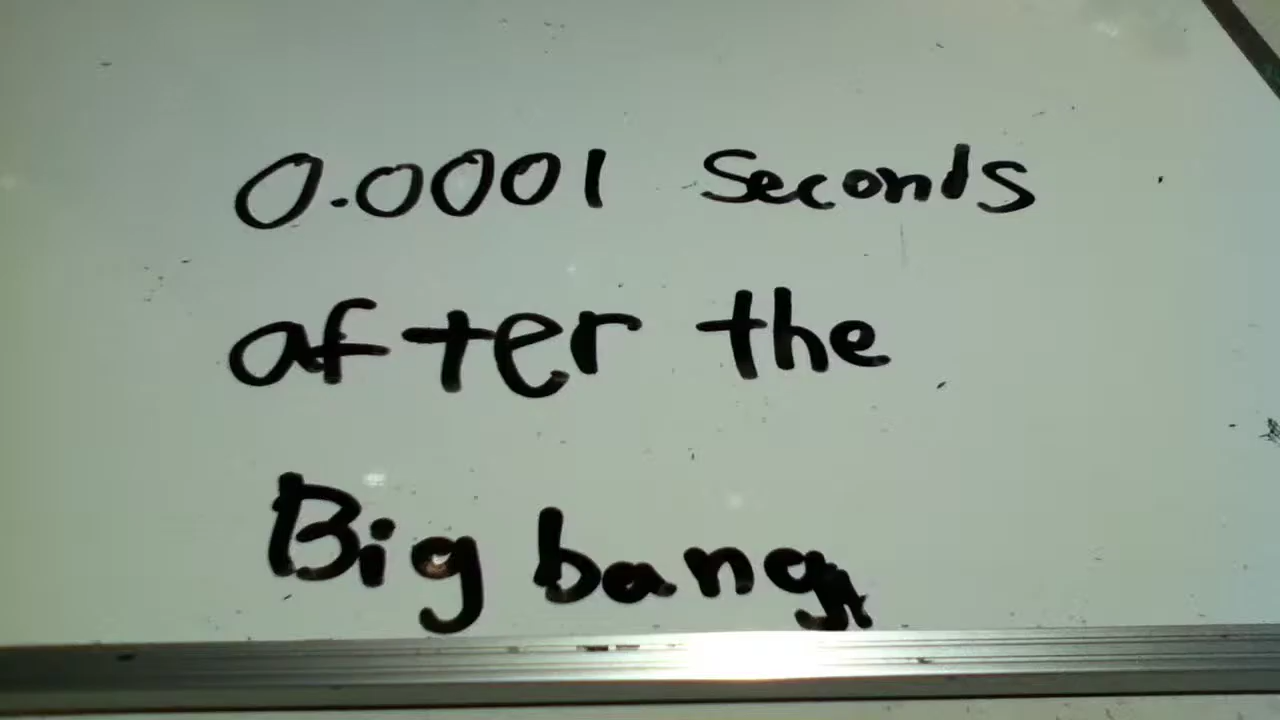 0.0001 Seconds
after the
Big bang